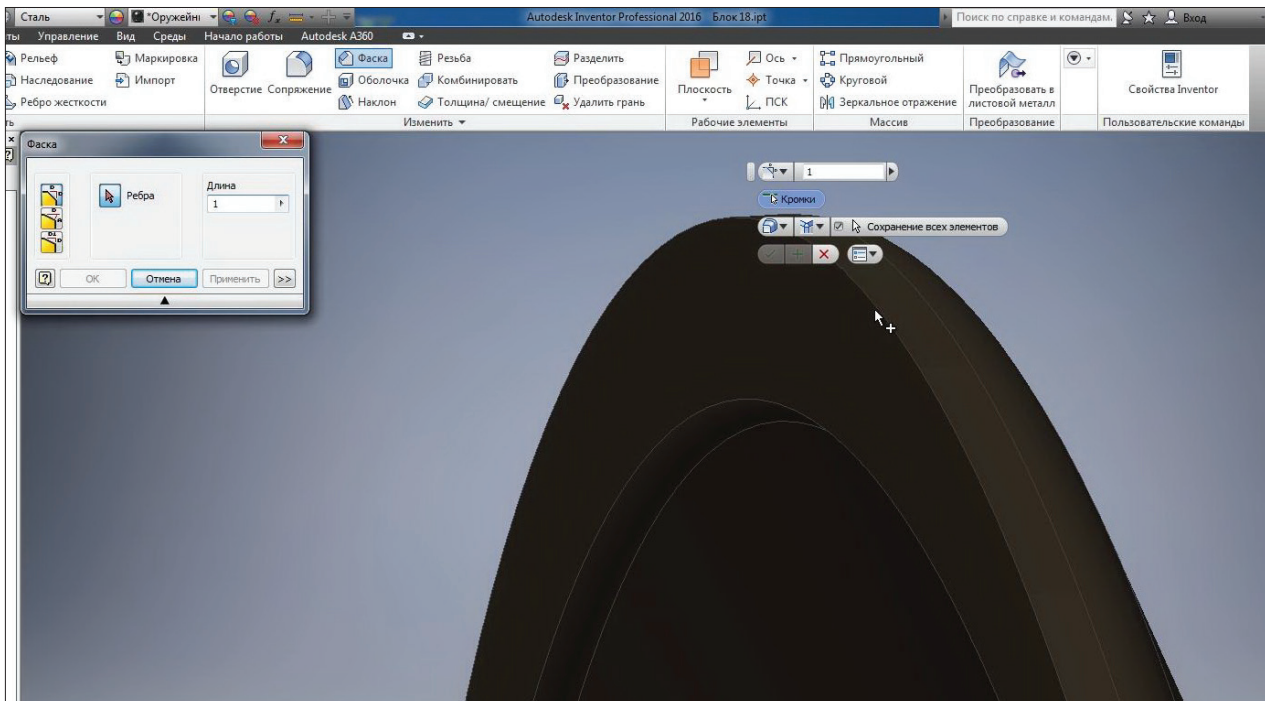 Сталь *Оружейн fx Autodesk Inventor Professional 2016 Блок 18.ipt Поиск по справке и командам. Вход
ты Управление Вид Среды Начало работы Autodesk A360
Рельеф Маркировка Фаска Резьба Разделить Ось Прямоугольный
Наследование Импорт Отверстие Сопряжение Оболочка Комбинировать Преобразование Плоскость Точка Круговой Преобразовать в листовой металл Свойства Inventor
Ребро жесткости Наклон Толщина/ смещение Удалить грань ПСК Зеркальное отражение
ть Изменить Рабочие элементы Массив Преобразование Пользовательские команды
Фаска
Ребра
Длина
1
ОК Отмена Применить >>
1
Кромки
Сохранение всех элементов